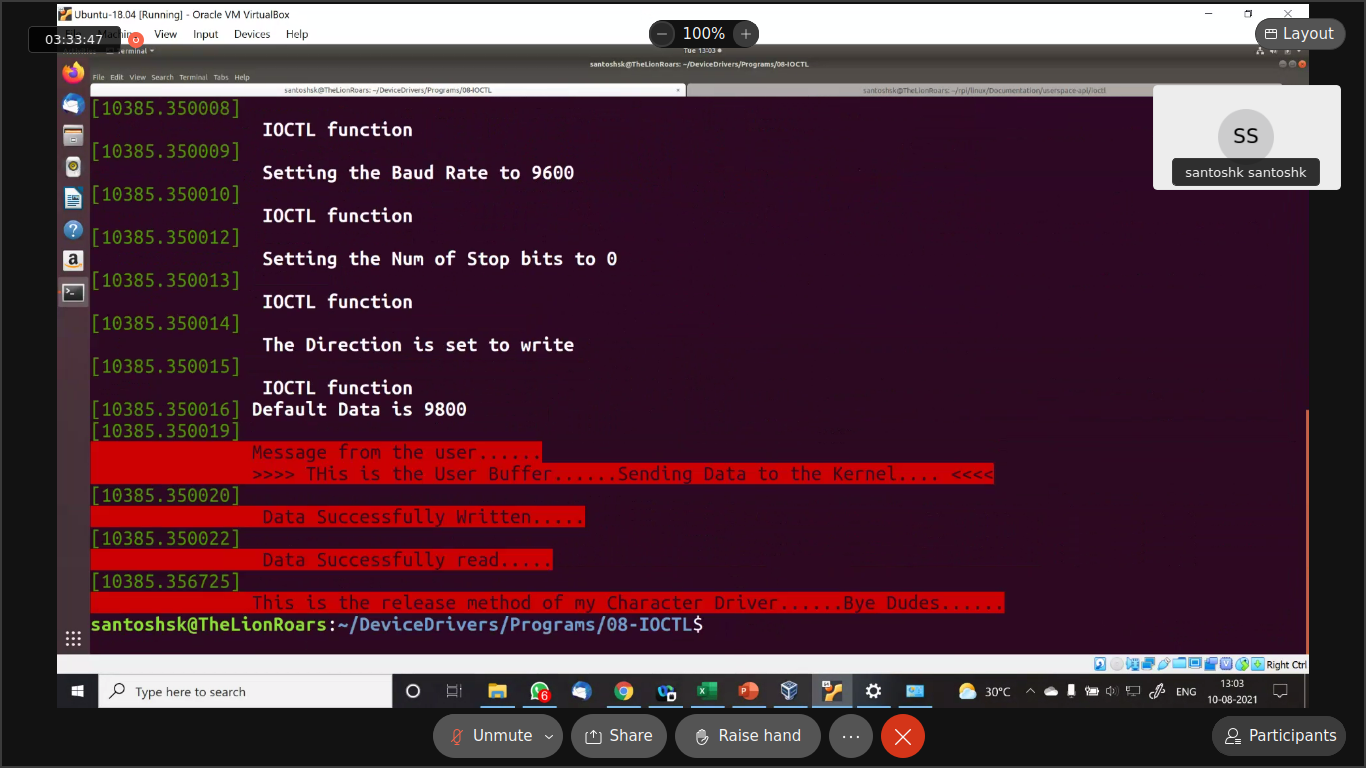 Ubuntu-18.04 [Running] - Oracle VM VirtualBox
03:33:47
View Input Devices Help
100%
Layout
Tue 13:03
santoshsk@TheLionRoars: ~/DeviceDrivers/Programs/08-IOCTL
File Edit View Search Terminal Tabs Help
santoshsk@TheLionRoars: ~/DeviceDrivers/Programs/08-IOCTL
santoshsk@TheLionRoars: ~/rpi/linux/Documentation/userspace-api/ioctl
SS
santoshk santoshk
[10385.350008]
IOCTL function
[10385.350009]
Setting the Baud Rate to 9600
[10385.350010]
IOCTL function
[10385.350012]
Setting the Num of Stop bits to 0
[10385.350013]
IOCTL function
[10385.350014]
The Direction is set to write
[10385.350015]
IOCTL function
[10385.350016] Default Data is 9800
[10385.350019]
Message from the user......
>>>> THis is the User Buffer......Sending Data to the Kernel.... <<<<
[10385.350020]
Data Successfully Written.....
[10385.350022]
Data Successfully read.....
[10385.356725]
This is the release method of my Character Driver......Bye Dudes......
santoshsk@TheLionRoars:~/DeviceDrivers/Programs/08-IOCTL$
Right Ctrl
Type here to search
6
30°C
ENG
13:03
10-08-2021
Unmute
Share
Raise hand
Participants